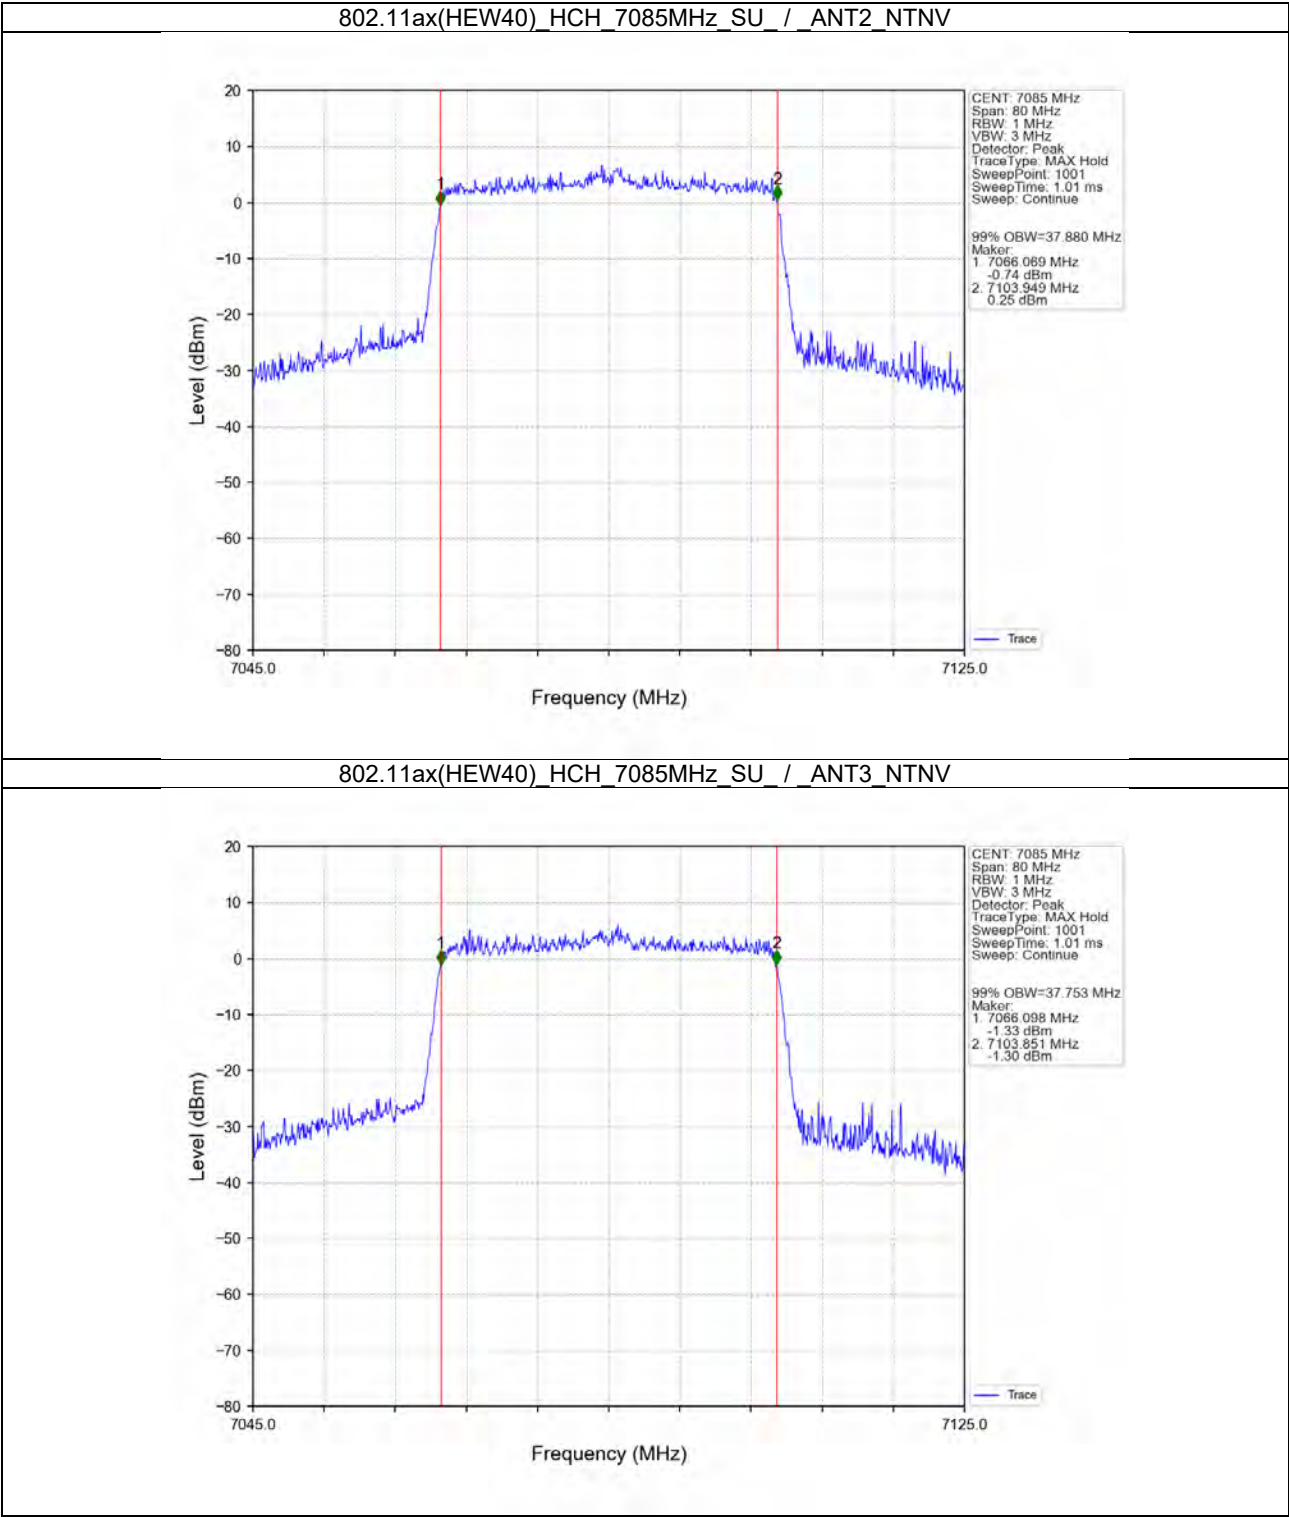 802.11ax(HEW40)_HCH_7085MHz_SU_ / _ANT2_NTNV
20
10
0
−10
−20
−30
−40
−50
−60
−70
−80
Level (dBm)
1
2
7045.0
7125.0
Frequency (MHz)
CENT: 7085 MHz
Span: 80 MHz
RBW: 1 MHz
VBW: 3 MHz
Detector: Peak
TraceType: MAX Hold
SweepPoint: 1001
SweepTime: 1.01 ms
Sweep: Continue
99% OBW=37.880 MHz
Maker:
1. 7066.069 MHz
-0.74 dBm
2. 7103.949 MHz
0.25 dBm
Trace
802.11ax(HEW40)_HCH_7085MHz_SU_ / _ANT3_NTNV
20
10
0
−10
−20
−30
−40
−50
−60
−70
−80
Level (dBm)
1
2
7045.0
7125.0
Frequency (MHz)
CENT: 7085 MHz
Span: 80 MHz
RBW: 1 MHz
VBW: 3 MHz
Detector: Peak
TraceType: MAX Hold
SweepPoint: 1001
SweepTime: 1.01 ms
Sweep: Continue
99% OBW=37.753 MHz
Maker:
1. 7066.098 MHz
-1.33 dBm
2. 7103.851 MHz
-1.30 dBm
Trace